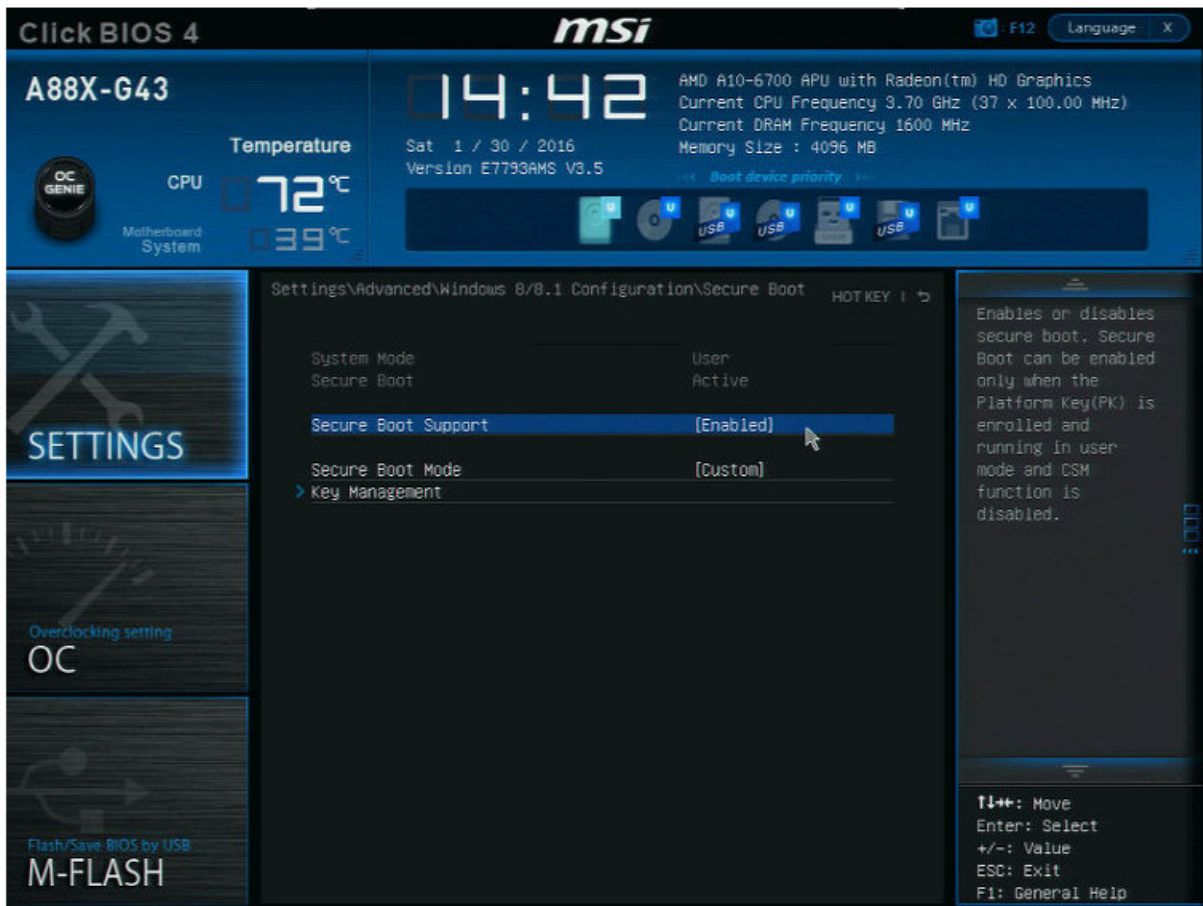 Click BIOS 4
msi
: F12
Language
X
A88X-G43
14:42
AMD A10-6700 APU with Radeon(tm) HD Graphics
Current CPU Frequency 3.70 GHz (37 x 100.00 MHz)
Current DRAM Frequency 1600 MHz
Memory Size : 4096 MB
Sat 1 / 30 / 2016
Version E7793AMS V3.5
Temperature
OC
GENIE
CPU
72°C
Motherboard
System
39°C
Boot device priority
U
U
U
USB
U
USB
U
USB
U
USB
U
Settings\Advanced\Windows 8/8.1 Configuration\Secure Boot
HOT KEY
System Mode User
Secure Boot Active
Secure Boot Support [Enabled]
Secure Boot Mode [Custom]
> Key Management
SETTINGS
Overclocking setting
OC
Flash/Save BIOS by USB
M-FLASH
Enables or disables
secure boot. Secure
Boot can be enabled
only when the
Platform Key(PK) is
enrolled and
running in user
mode and CSM
function is
disabled.
↑↓→←: Move
Enter: Select
+/-: Value
ESC: Exit
F1: General Help